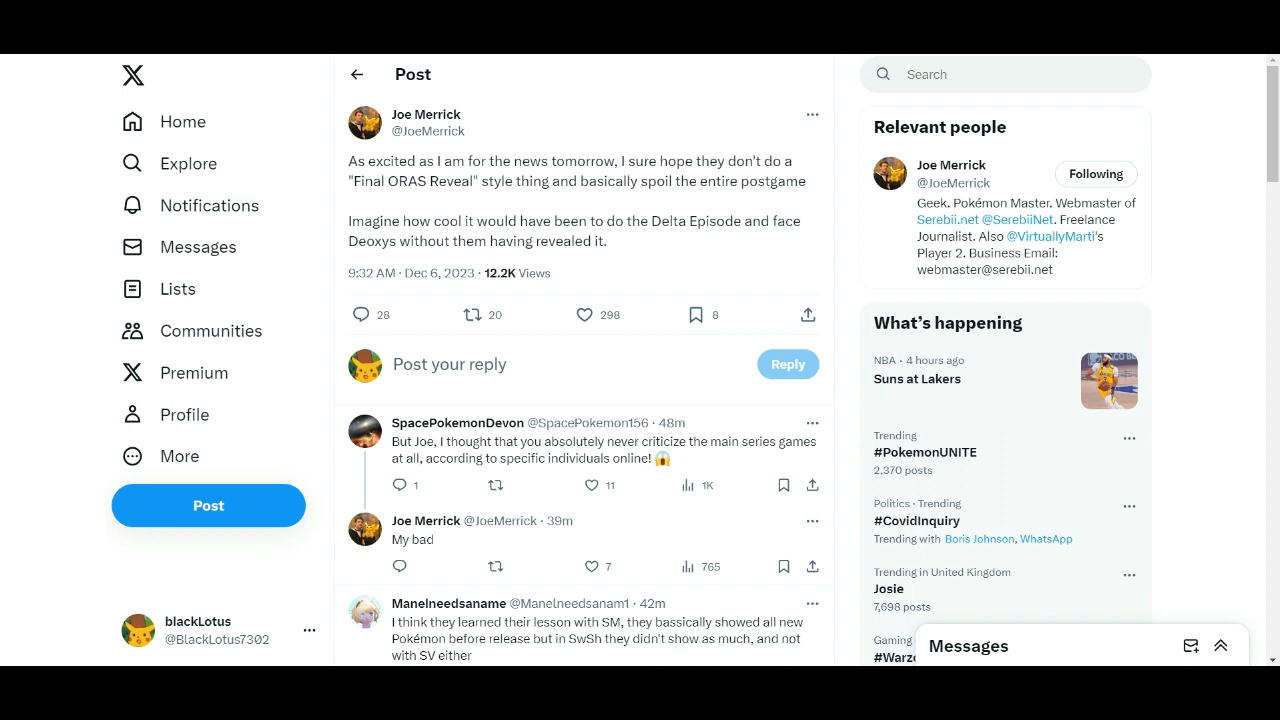 Home
Explore
Notifications
Messages
Lists
Communities
Premium
Profile
More
Post
blackLotus
@BlackLotus7302
Post
Joe Merrick
@JoeMerrick
As excited as I am for the news tomorrow, I sure hope they don't do a
"Final ORAS Reveal" style thing and basically spoil the entire postgame
Imagine how cool it would have been to do the Delta Episode and face
Deoxys without them having revealed it.
9:32 AM · Dec 6, 2023 · 12.2K Views
28 20 298 8
Post your reply
Reply
SpacePokemonDevon @SpacePokemon156 · 48m
But Joe, I thought that you absolutely never criticize the main series games
at all, according to specific individuals online! 😱
1 11 1K
Joe Merrick @JoeMerrick · 39m
My bad
7 765
Manelneedsaname @Manelneedsanam1 · 42m
I think they learned their lesson with SM, they bassically showed all new
Pokémon before release but in SwSh they didn't show as much, and not
with SV either
Search
Relevant people
Joe Merrick
@JoeMerrick
Following
Geek. Pokémon Master. Webmaster of
Serebii.net @SerebiiNet. Freelance
Journalist. Also @VirtuallyMarti's
Player 2. Business Email:
webmaster@serebii.net
What's happening
NBA · 4 hours ago
Suns at Lakers
Trending
#PokemonUNITE
2,370 posts
Politics · Trending
#CovidInquiry
Trending with Boris Johnson, WhatsApp
Trending in United Kingdom
Josie
7,698 posts
Gaming
#Warzo
Messages